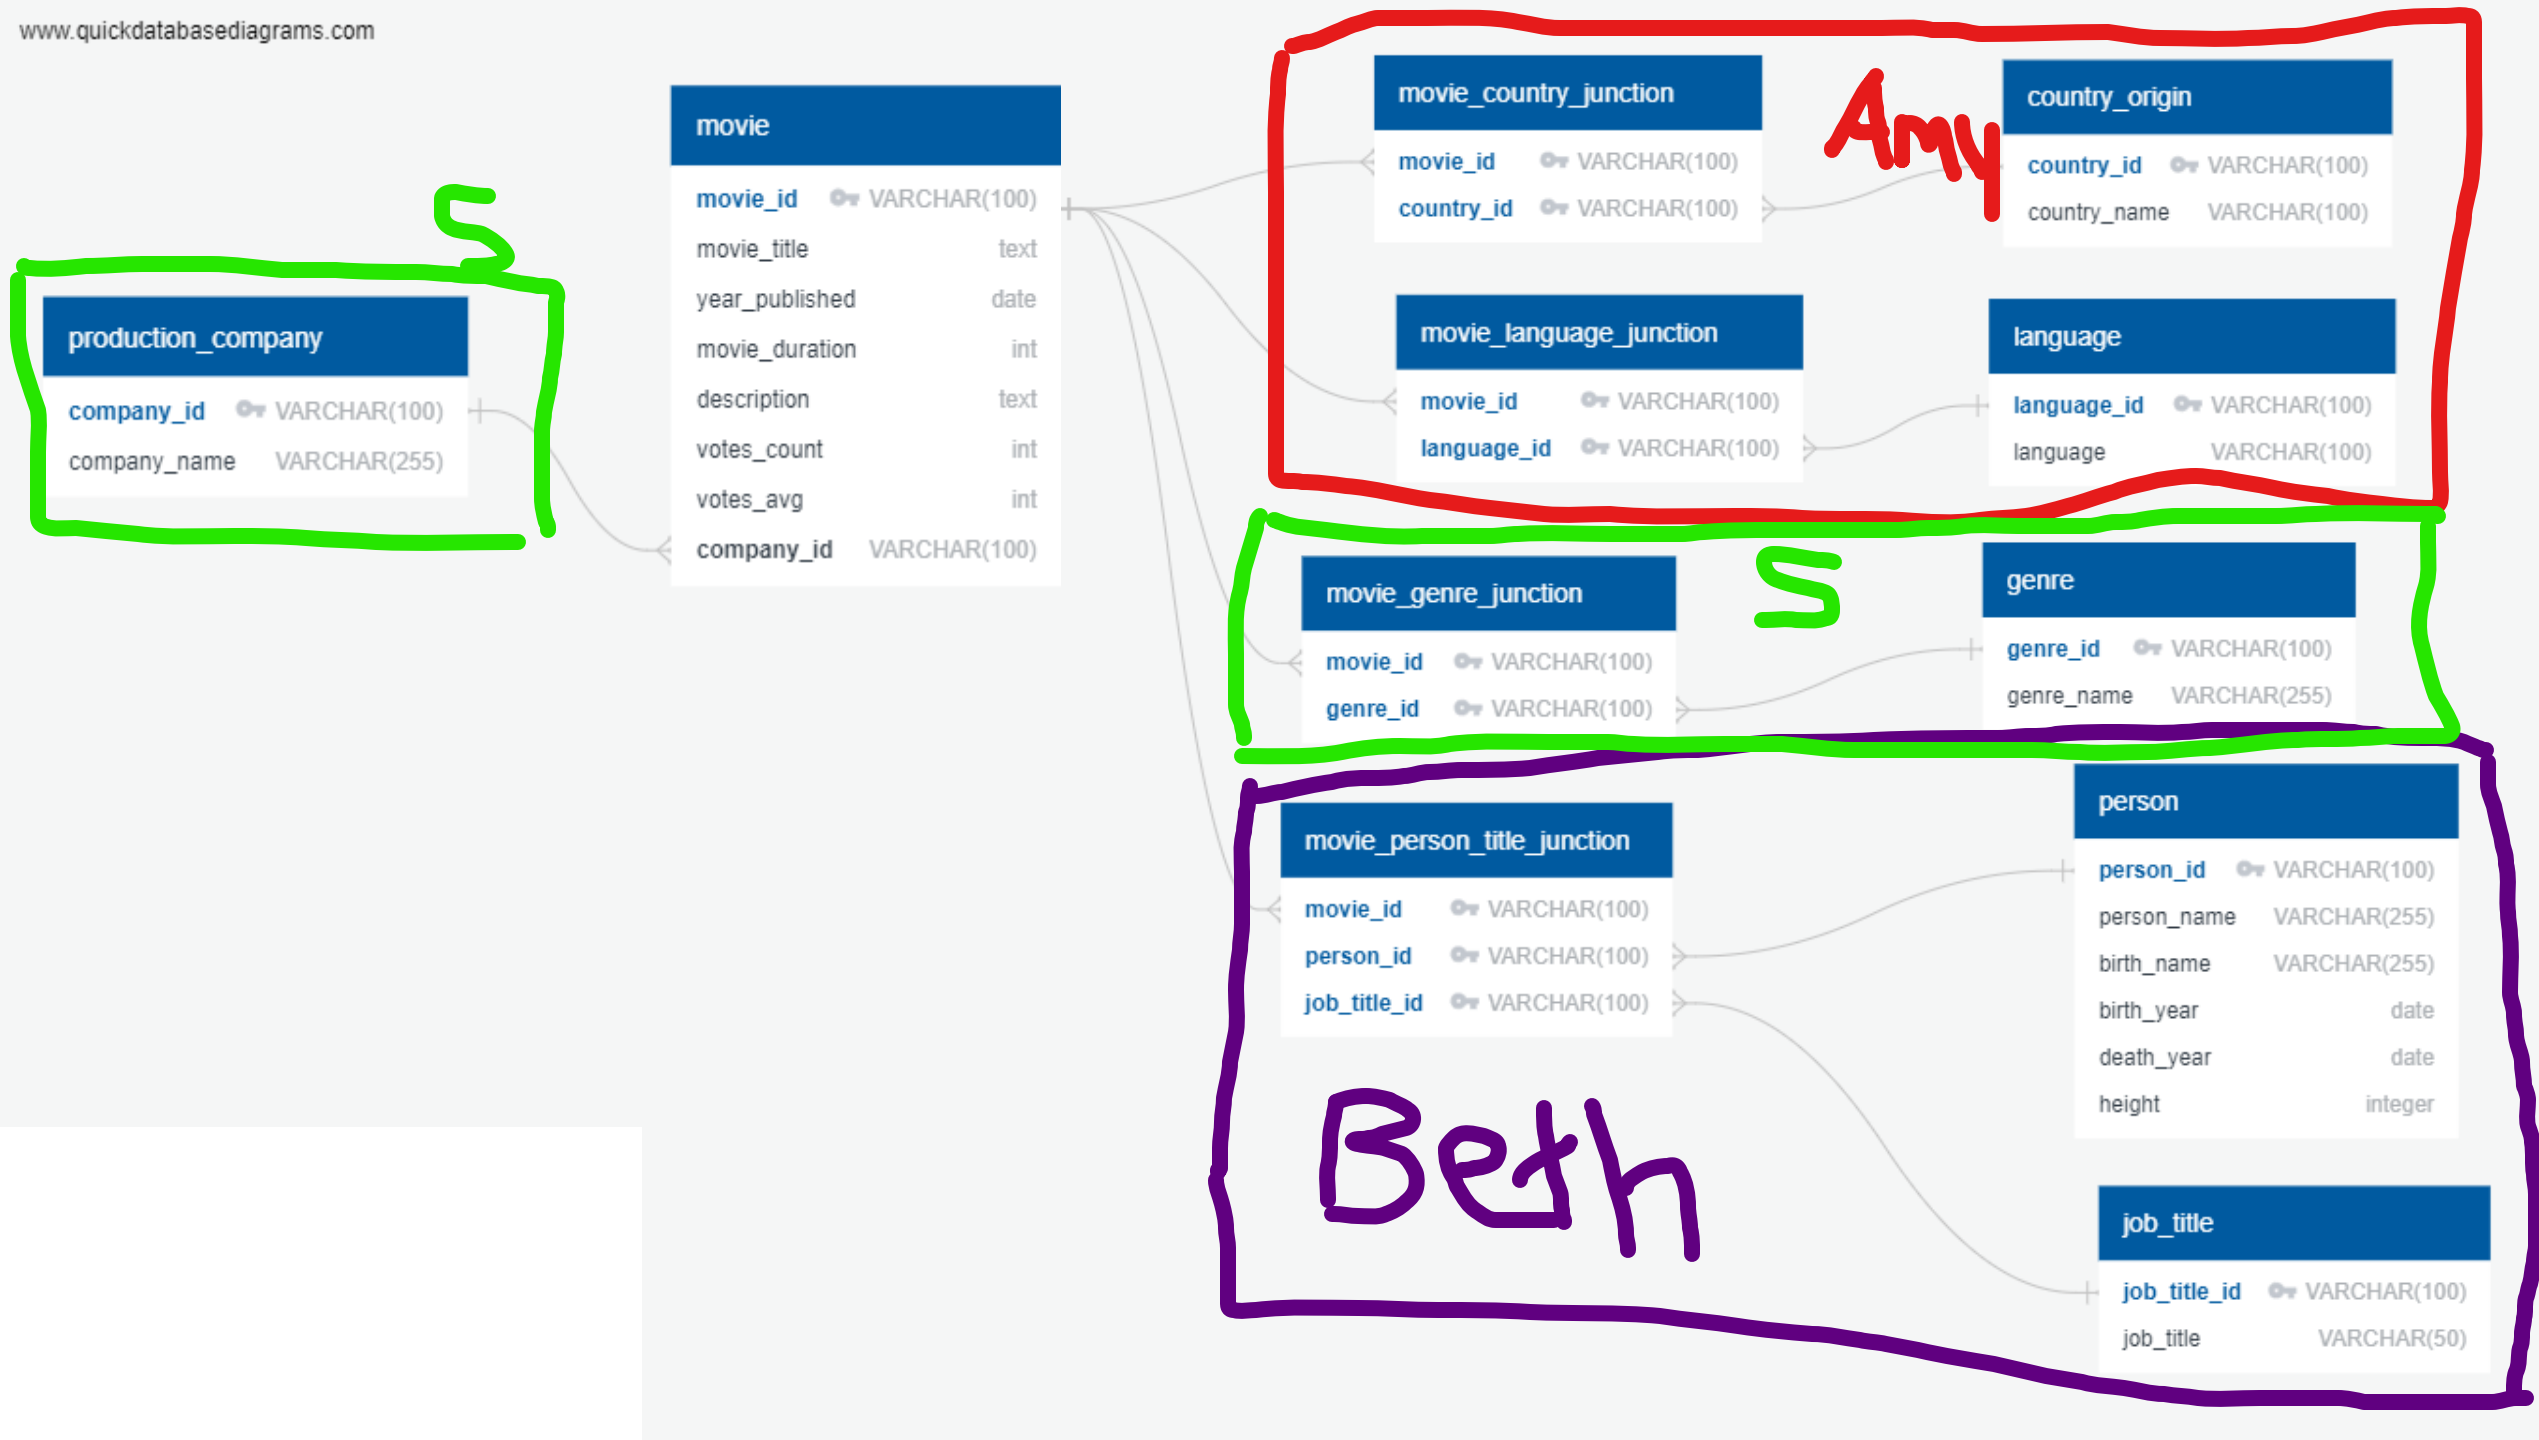 www.quickdatabasediagrams.com
S
production_company
company_id VARCHAR(100)
company_name VARCHAR(255)
movie
movie_id VARCHAR(100)
movie_title text
year_published date
movie_duration int
description text
votes_count int
votes_avg int
company_id VARCHAR(100)
Amy
movie_country_junction
movie_id VARCHAR(100)
country_id VARCHAR(100)
country_origin
country_id VARCHAR(100)
country_name VARCHAR(100)
movie_language_junction
movie_id VARCHAR(100)
language_id VARCHAR(100)
language
language_id VARCHAR(100)
language VARCHAR(100)
S
movie_genre_junction
movie_id VARCHAR(100)
genre_id VARCHAR(100)
genre
genre_id VARCHAR(100)
genre_name VARCHAR(255)
movie_person_title_junction
movie_id VARCHAR(100)
person_id VARCHAR(100)
job_title_id VARCHAR(100)
Beth
person
person_id VARCHAR(100)
person_name VARCHAR(255)
birth_name VARCHAR(255)
birth_year date
death_year date
height integer
job_title
job_title_id VARCHAR(100)
job_title VARCHAR(50)